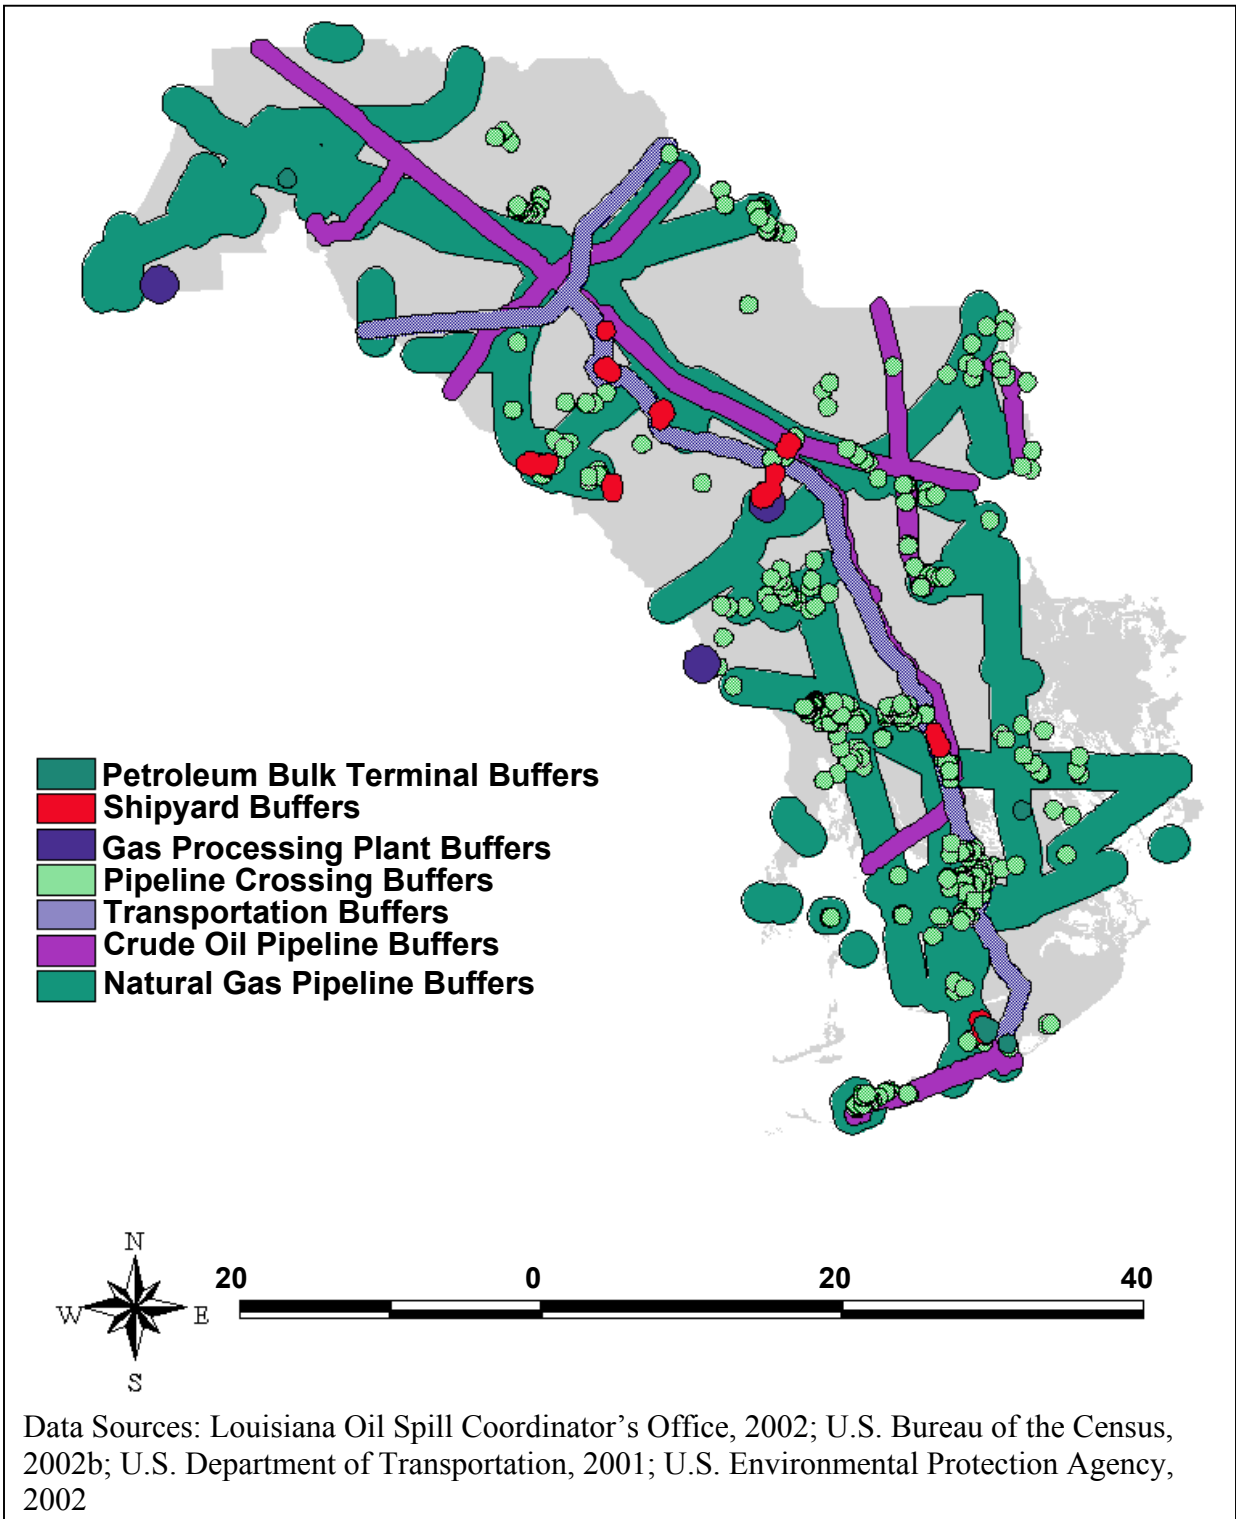 Petroleum Bulk Terminal Buffers
Shipyard Buffers
Gas Processing Plant Buffers
Pipeline Crossing Buffers
Transportation Buffers
Crude Oil Pipeline Buffers
Natural Gas Pipeline Buffers
N
W E
S
20 0 20 40
Data Sources: Louisiana Oil Spill Coordinator’s Office, 2002; U.S. Bureau of the Census,
2002b; U.S. Department of Transportation, 2001; U.S. Environmental Protection Agency,
2002